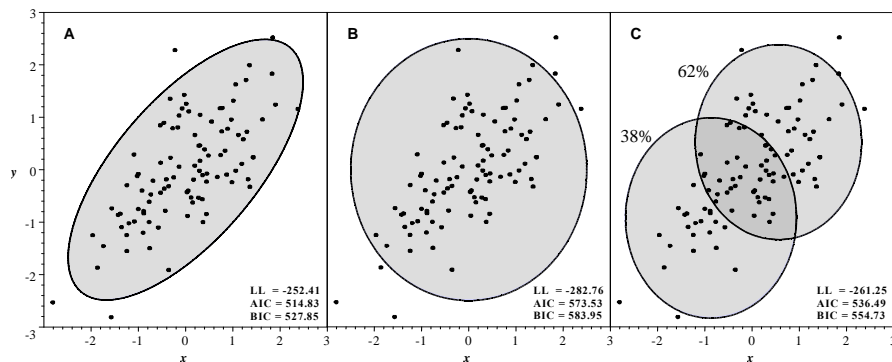 A
B
C
3
2
1
0
-1
-2
-3
y
62%
38%
LL = -252.41
AIC = 514.83
BIC = 527.85
LL = -282.76
AIC = 573.53
BIC = 583.95
LL = -261.25
AIC = 536.49
BIC = 554.73
-2 -1 0 1 2 3 -2 -1 0 1 2 3 -2 -1 0 1 2 3
x x x